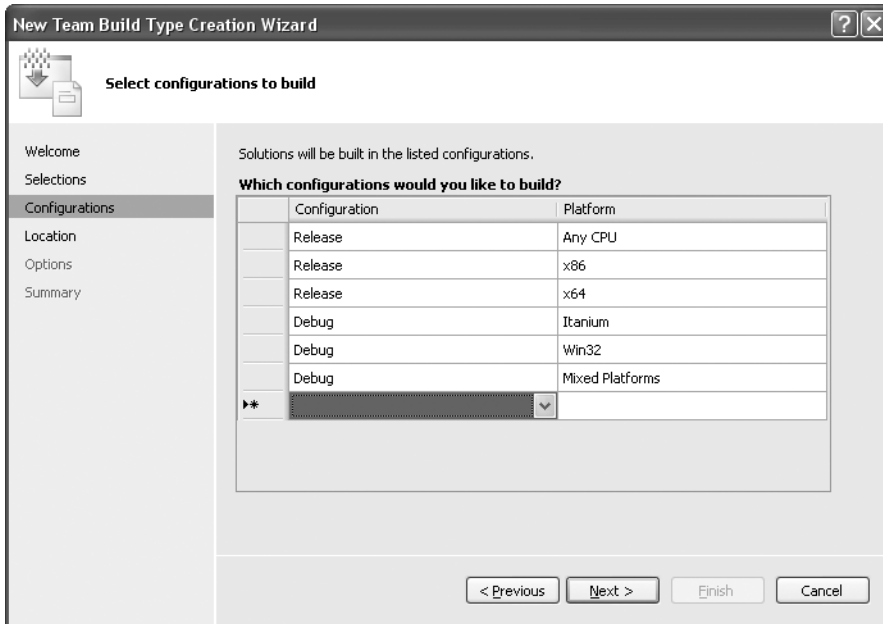 New Team Build Type Creation Wizard
Select configurations to build
Welcome
Selections
Configurations
Location
Options
Summary
Solutions will be built in the listed configurations.
Which configurations would you like to build?
Configuration Platform
Release Any CPU
Release x86
Release x64
Debug Itanium
Debug Win32
Debug Mixed Platforms
< Previous Next > Finish Cancel